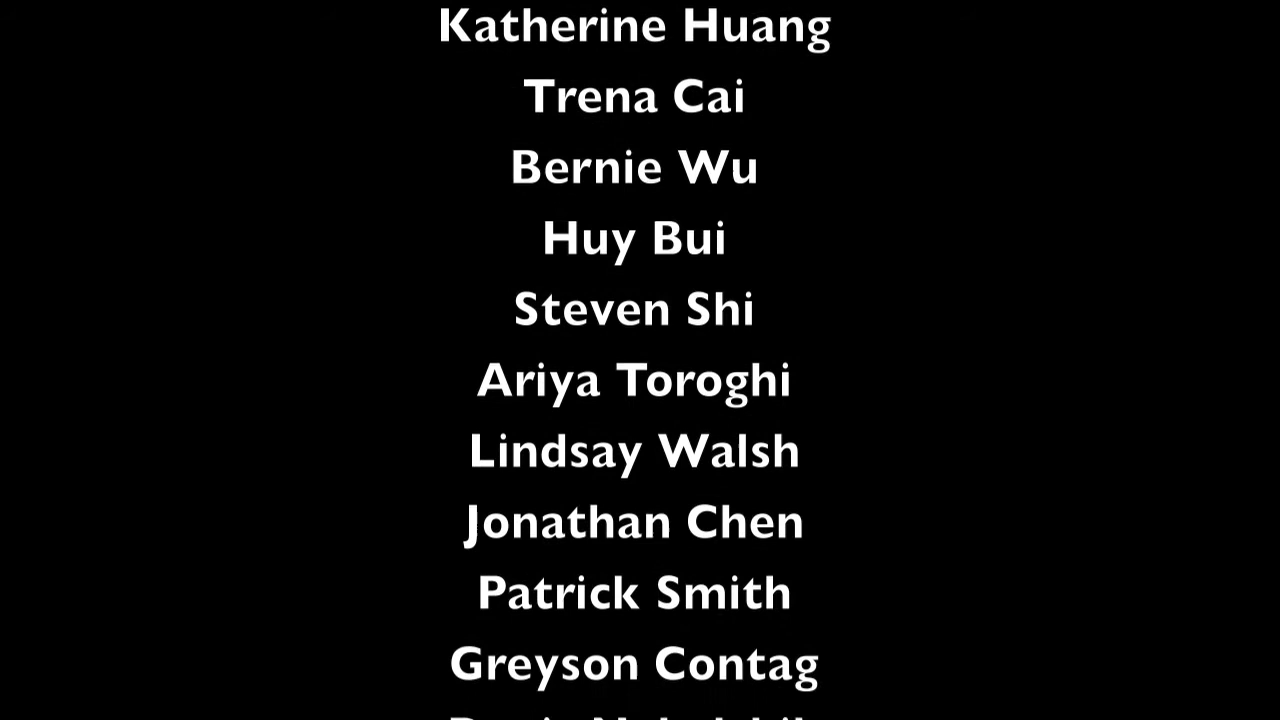 Katherine Huang
Trena Cai
Bernie Wu
Huy Bui
Steven Shi
Ariya Toroghi
Lindsay Walsh
Jonathan Chen
Patrick Smith
Greyson Contag